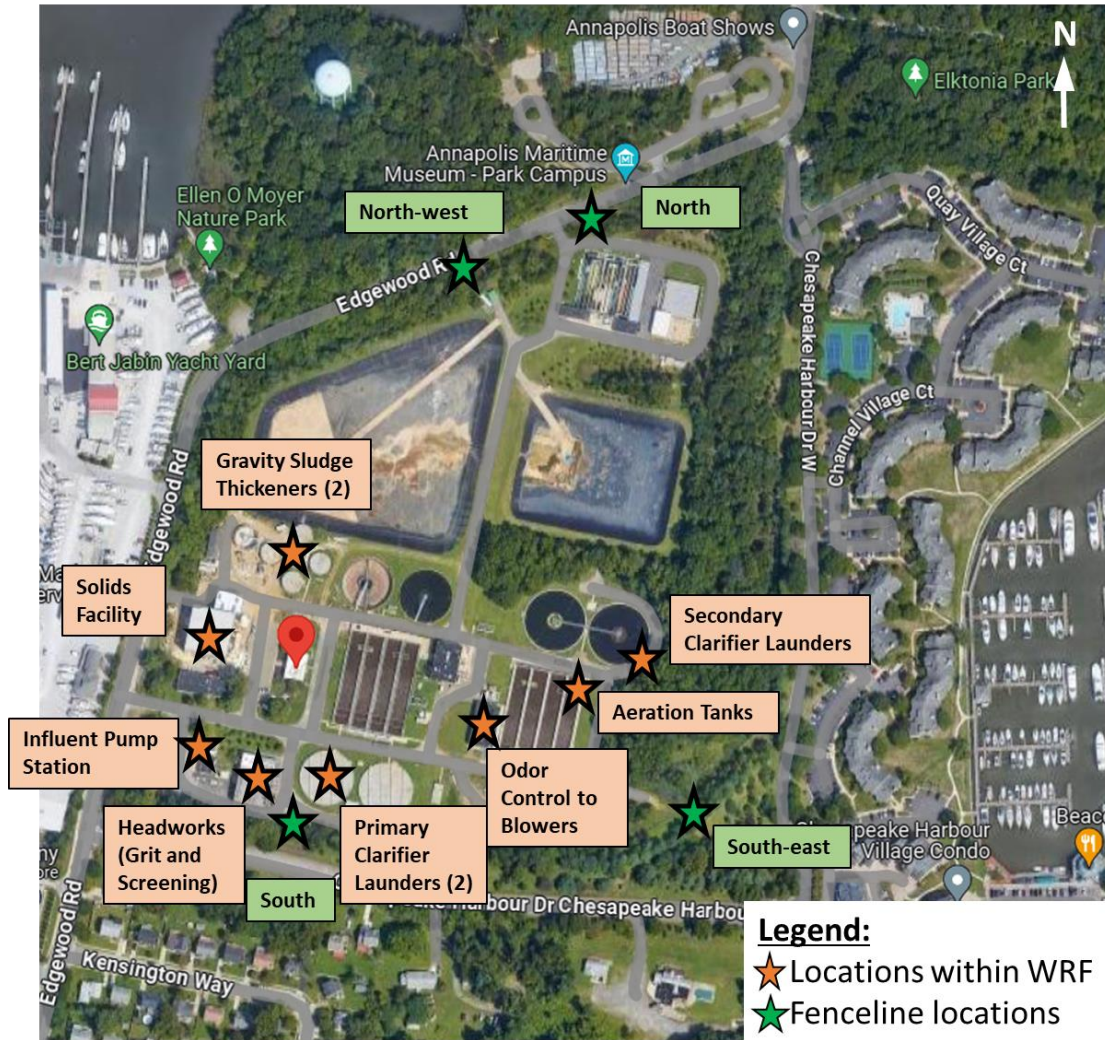 Annapolis Boat Shows
N
Elktonia Park
Annapolis Maritime
Museum - Park Campus
Ellen O Moyer
Nature Park
North-west
North
Quay Village Ct
Edgewood Rd
Chesapeake Harbour Dr W
Bert Jabin Yacht Yard
Channel Village Ct
Gravity Sludge
Thickeners (2)
Edgewood Rd
Solids
Facility
Secondary
Clarifier Launders
Aeration Tanks
Influent Pump
Station
Odor
Control to
Blowers
Headworks
(Grit and
Screening)
Primary
Clarifier
Launders (2)
South
South-east
Chesapeake Harbour
Village Condo
Beac
Harbour Dr
Chesapeake Harbour
Edgewood Rd
Kensington Way
Legend:
Locations within WRF
Fenceline locations